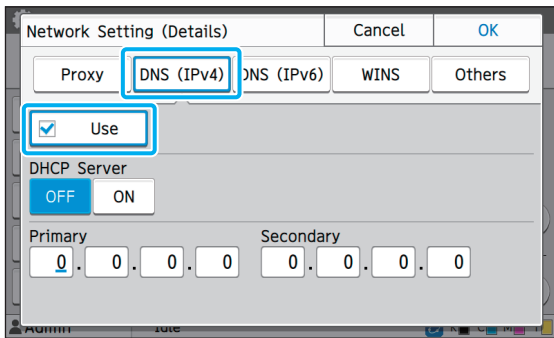 Network Setting (Details) Cancel OK
Proxy DNS (IPv4) DNS (IPv6) WINS Others
Use
DHCP Server
OFF ON
Primary Secondary
0. 0. 0. 0 0. 0. 0. 0
Admin Idle K C M Y